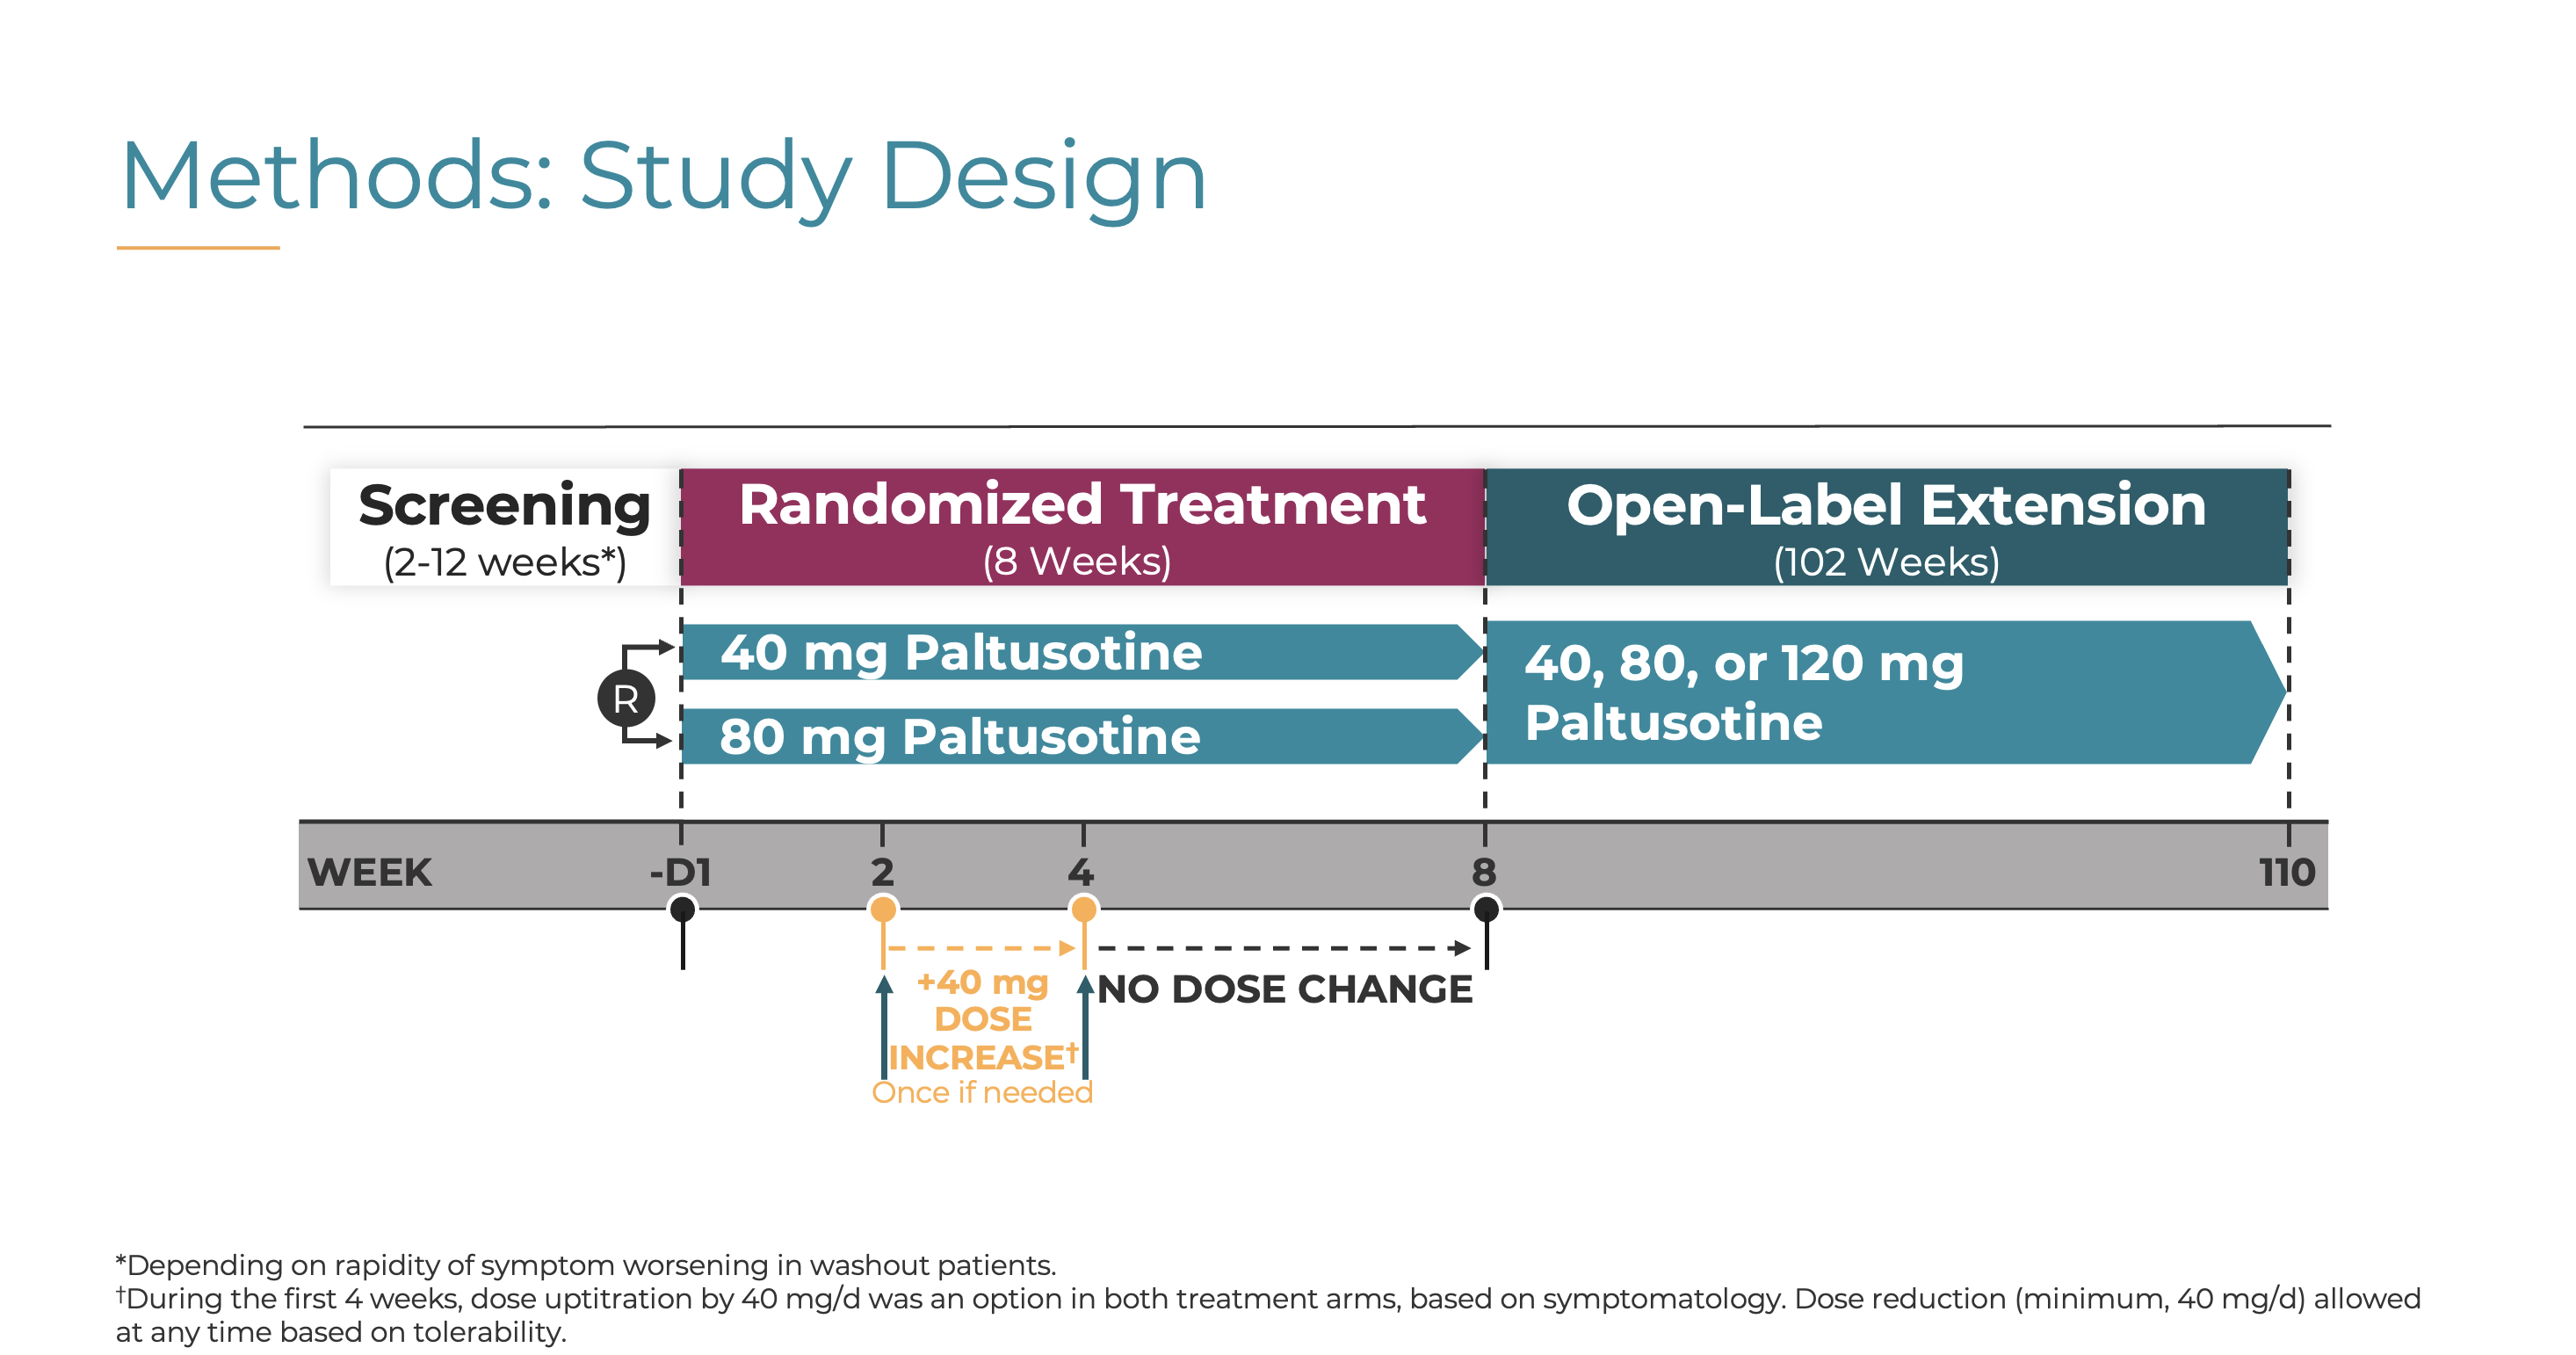 Methods: Study Design
Screening
(2-12 weeks*)
Randomized Treatment
(8 Weeks)
Open-Label Extension
(102 Weeks)
R
40 mg Paltusotine
80 mg Paltusotine
40, 80, or 120 mg
Paltusotine
WEEK -D1 2 4 8 110
+40 mg
DOSE
INCREASE†
Once if needed
NO DOSE CHANGE
*Depending on rapidity of symptom worsening in washout patients.
†During the first 4 weeks, dose uptitration by 40 mg/d was an option in both treatment arms, based on symptomatology. Dose reduction (minimum, 40 mg/d) allowed
at any time based on tolerability.